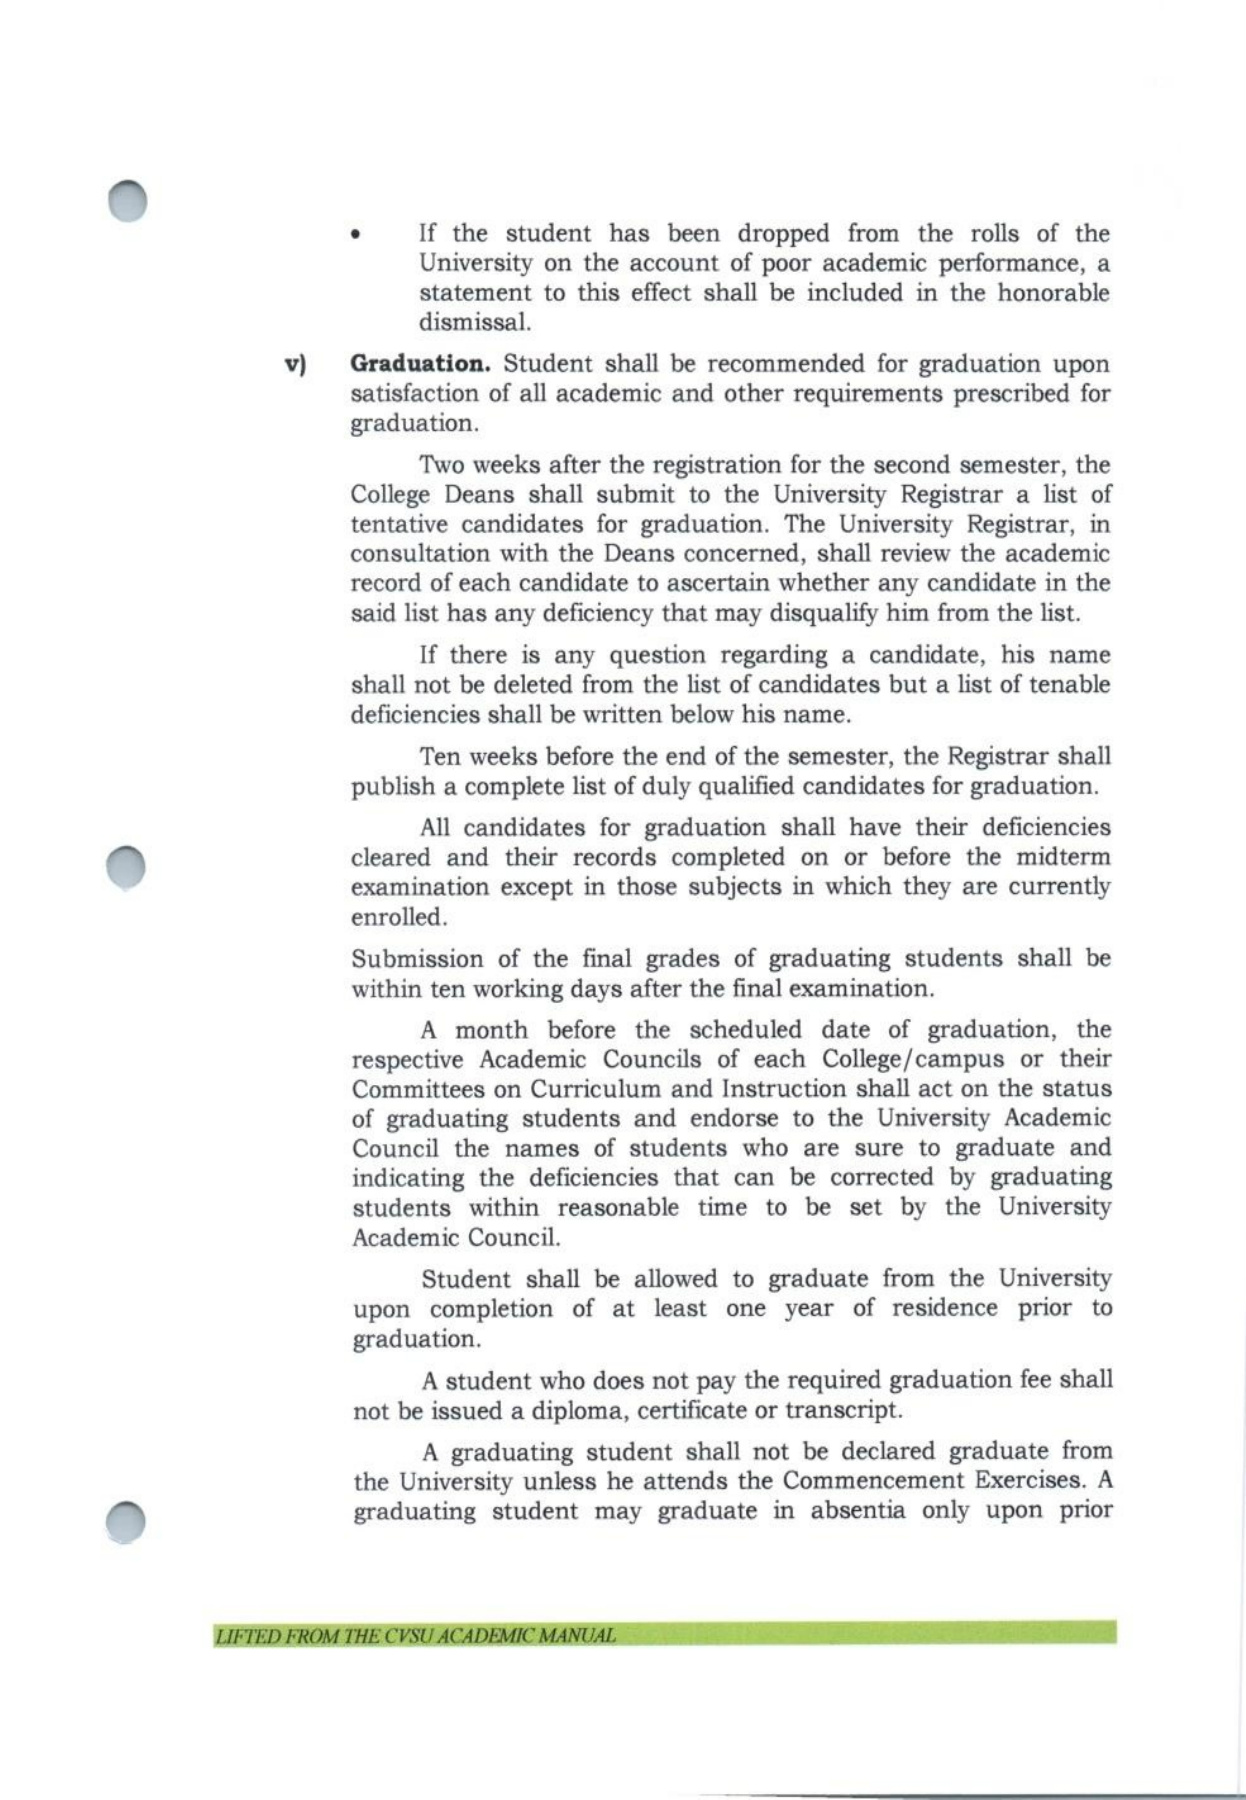 • If the student has been dropped from the rolls of the
University on the account of poor academic performance, a
statement to this effect shall be included in the honorable
dismissal.
v) Graduation. Student shall be recommended for graduation upon
satisfaction of all academic and other requirements prescribed for
graduation.
Two weeks after the registration for the second semester, the
College Deans shall submit to the University Registrar a list of
tentative candidates for graduation. The University Registrar, in
consultation with the Deans concerned, shall review the academic
record of each candidate to ascertain whether any candidate in the
said list has any deficiency that may disqualify him from the list.
If there is any question regarding a candidate, his name
shall not be deleted from the list of candidates but a list of tenable
deficiencies shall be written below his name.
Ten weeks before the end of the semester, the Registrar shall
publish a complete list of duly qualified candidates for graduation.
All candidates for graduation shall have their deficiencies
cleared and their records completed on or before the midterm
examination except in those subjects in which they are currently
enrolled.
Submission of the final grades of graduating students shall be
within ten working days after the final examination.
A month before the scheduled date of graduation, the
respective Academic Councils of each College/campus or their
Committees on Curriculum and Instruction shall act on the status
of graduating students and endorse to the University Academic
Council the names of students who are sure to graduate and
indicating the deficiencies that can be corrected by graduating
students within reasonable time to be set by the University
Academic Council.
Student shall be allowed to graduate from the University
upon completion of at least one year of residence prior to
graduation.
A student who does not pay the required graduation fee shall
not be issued a diploma, certificate or transcript.
A graduating student shall not be declared graduate from
the University unless he attends the Commencement Exercises. A
graduating student may graduate in absentia only upon prior
LIFTED FROM THE CVSU ACADEMIC MANUAL